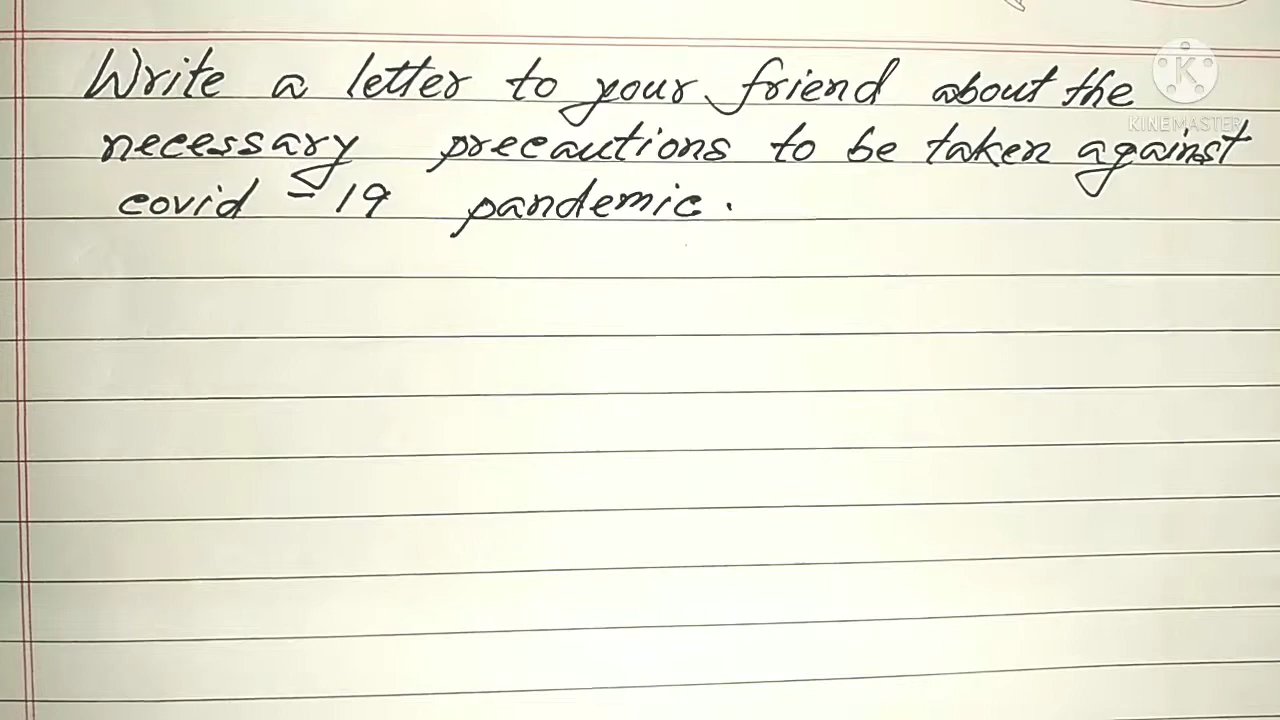 Write a letter to your friend about the
necessary precautions to be taken against
covid - 19 pandemic.
K
KINEMASTER